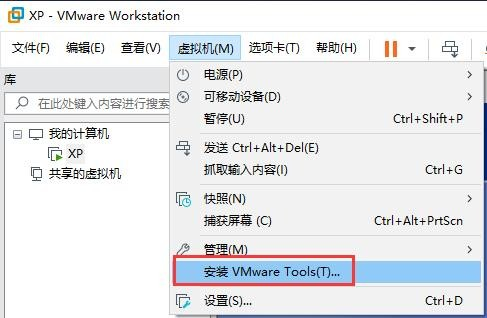 XP - VMware Workstation
文件(F) 编辑(E) 查看(V) 虚拟机(M) 选项卡(T) 帮助(H)
库
在此处键入内容进行搜索
我的计算机
XP
共享的虚拟机
电源(P)
可移动设备(D)
暂停(U) Ctrl+Shift+P
发送 Ctrl+Alt+Del(E)
抓取输入内容(I) Ctrl+G
快照(N)
捕获屏幕 (C) Ctrl+Alt+PrtScn
管理(M)
安装 VMware Tools(T)...
设置(S)... Ctrl+D